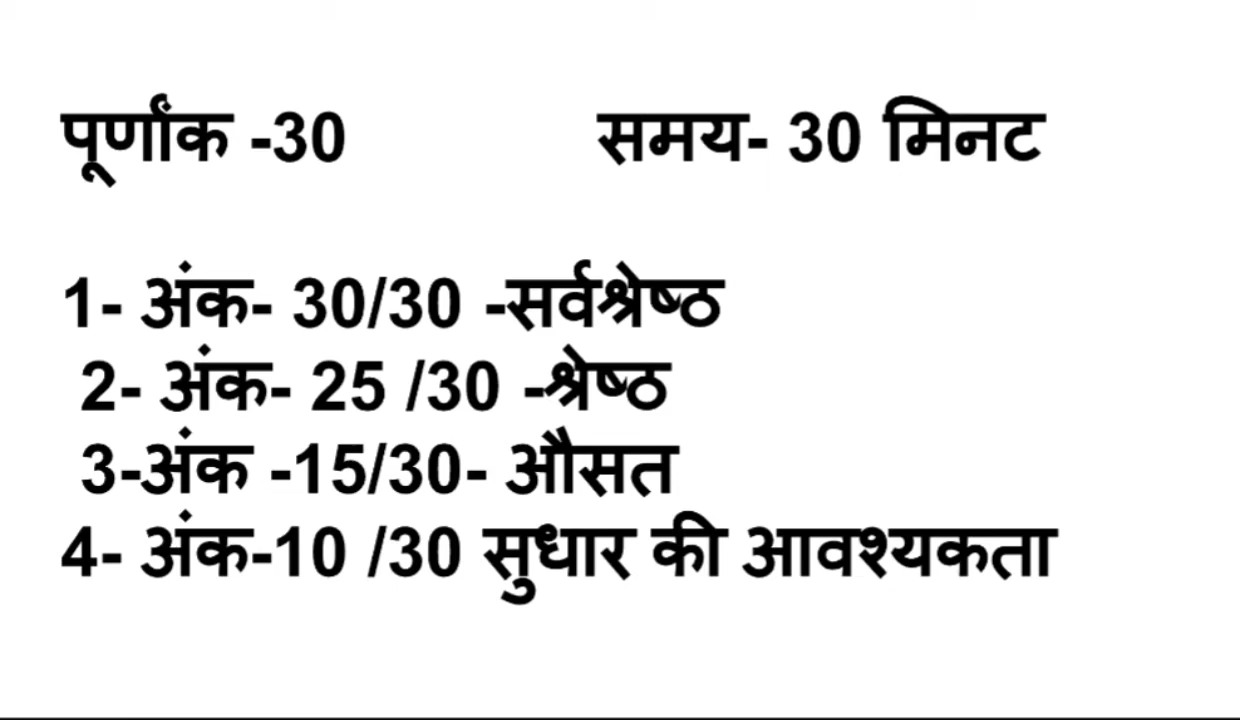 पूर्णांक -30 समय- 30 मिनट
1- अंक- 30/30 -सर्वश्रेष्ठ
2- अंक- 25 /30 -श्रेष्ठ
3-अंक -15/30- औसत
4- अंक-10 /30 सुधार की आवश्यकता